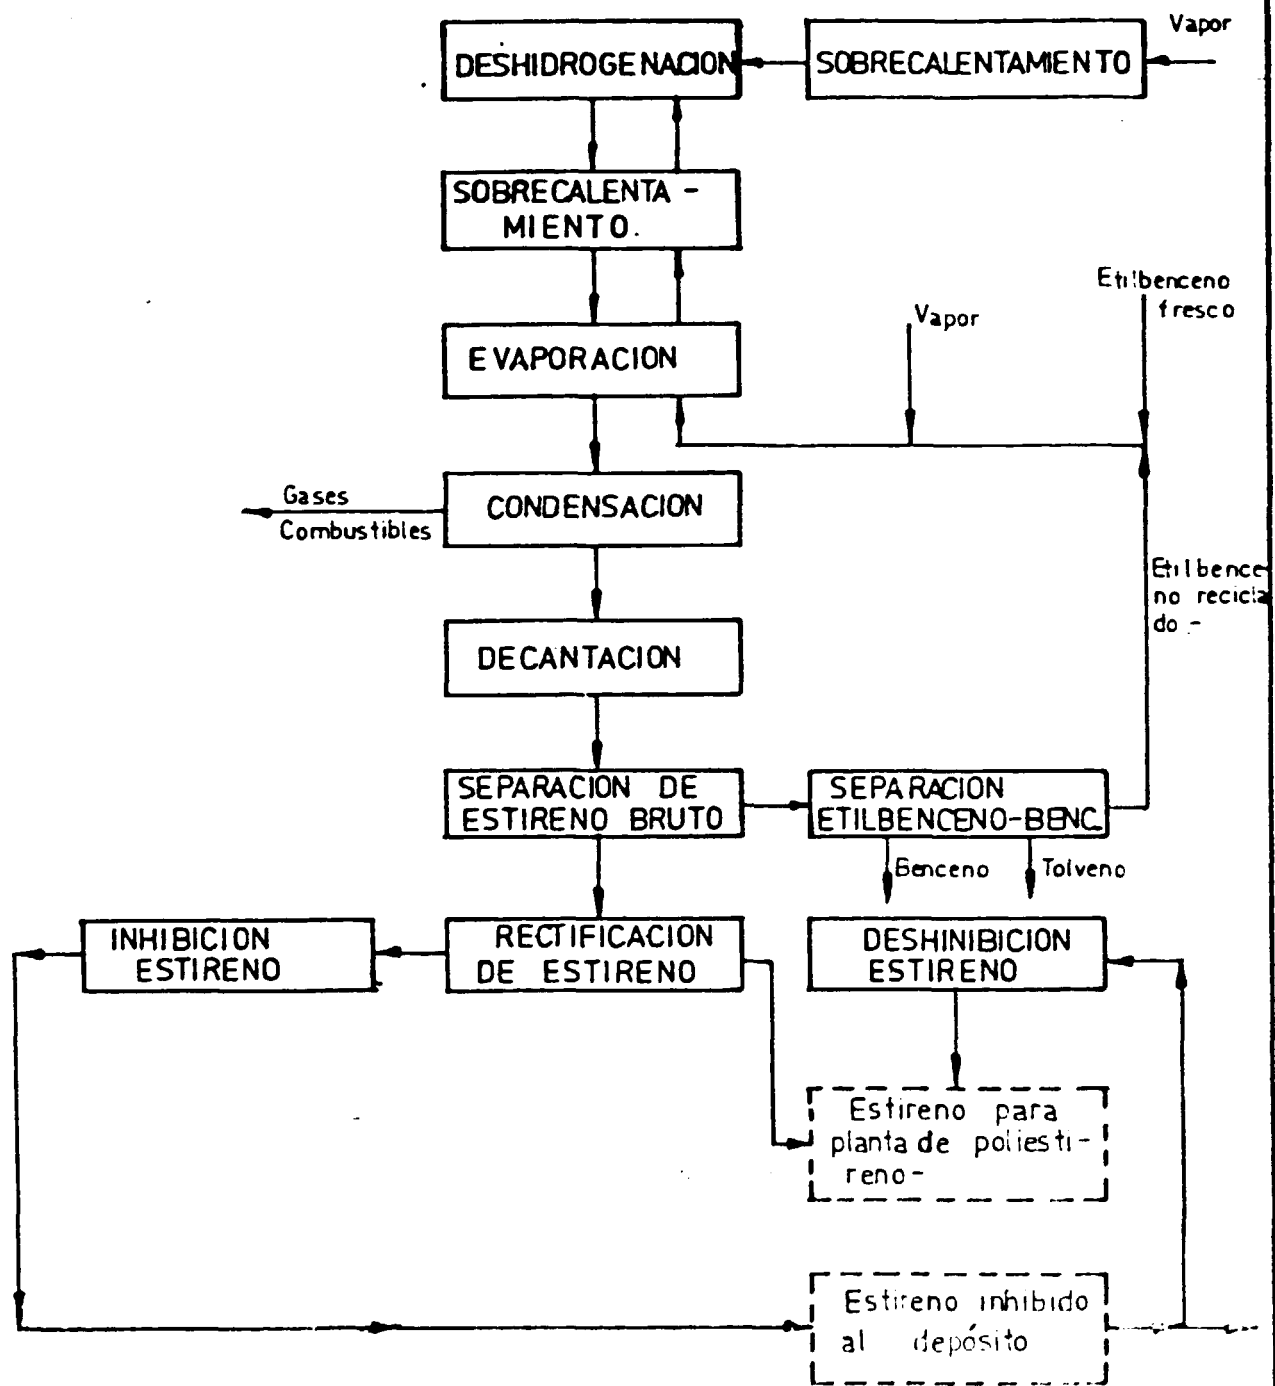 Vapor
DESHIDROGENACION
SOBRECALENTAMIENTO
SOBRECALENTA-
MIENTO.
Etilbenceno
fresco
Vapor
EVAPORACION
Gases
Combustibles
CONDENSACION
Etilbence
no recicla
do -
DECANTACION
SEPARACION DE
ESTIRENO BRUTO
SEPARACION
ETILBENCENO-BENC.
Benceno
Tolveno
INHIBICION
ESTIRENO
RECTIFICACION
DE ESTIRENO
DESHINIBICION
ESTIRENO
Estireno para
planta de poliesti-
reno-
Estireno inhibido
al depósito